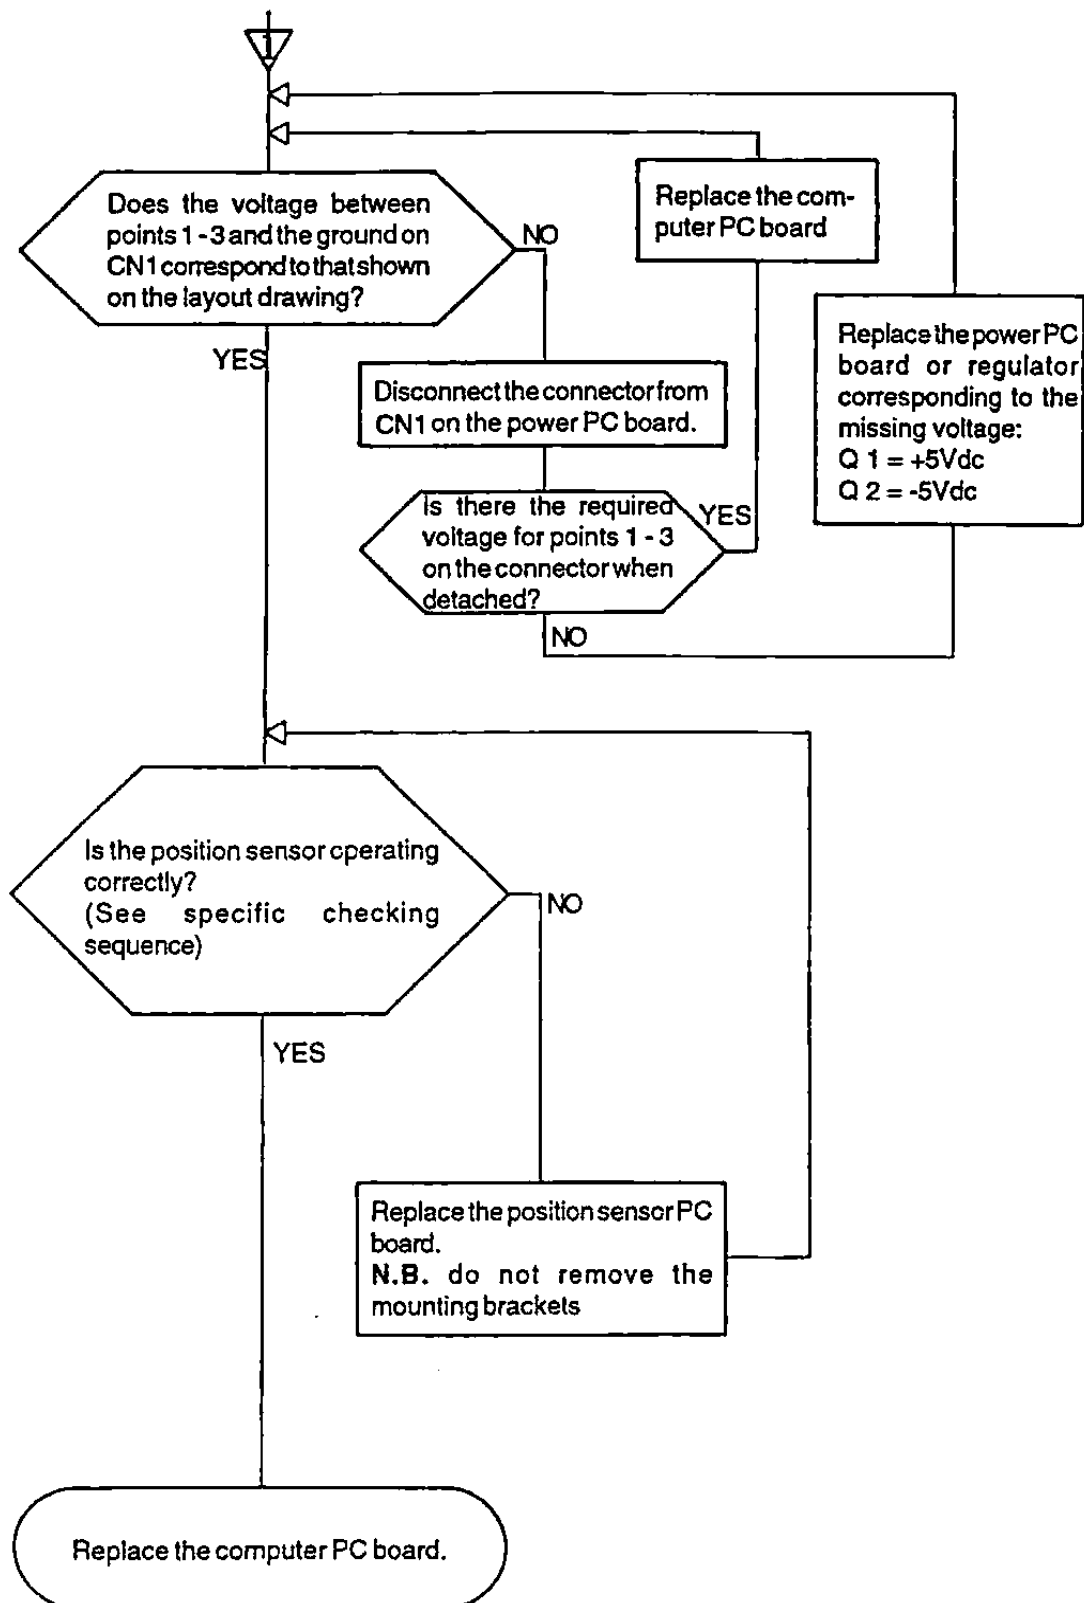 1
Does the voltage between
points 1 - 3 and the ground on
CN1 correspond to that shown
on the layout drawing?
NO
YES
Replace the com-
puter PC board
Replace the power PC
board or regulator
corresponding to the
missing voltage:
Q 1 = +5Vdc
Q 2 = -5Vdc
Disconnect the connector from
CN1 on the power PC board.
Is there the required
voltage for points 1 - 3
on the connector when
detached?
YES
NO
Is the position sensor operating
correctly?
(See specific checking
sequence)
NO
YES
Replace the position sensor PC
board.
N.B. do not remove the
mounting brackets
Replace the computer PC board.